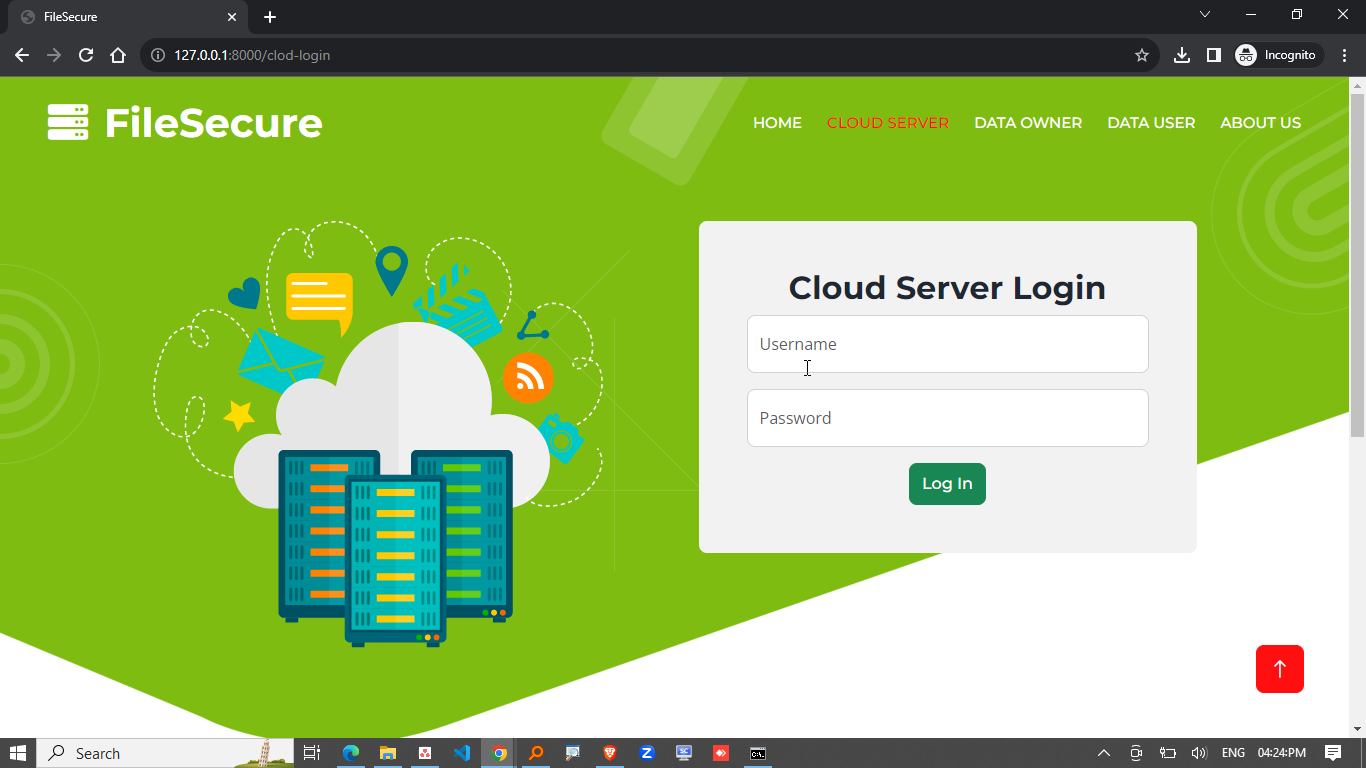 FileSecure
127.0.0.1:8000/clod-login
Incognito
FileSecure
HOME CLOUD SERVER DATA OWNER DATA USER ABOUT US
Cloud Server Login
Username
Password
Log In
Search
ENG 04:24:PM